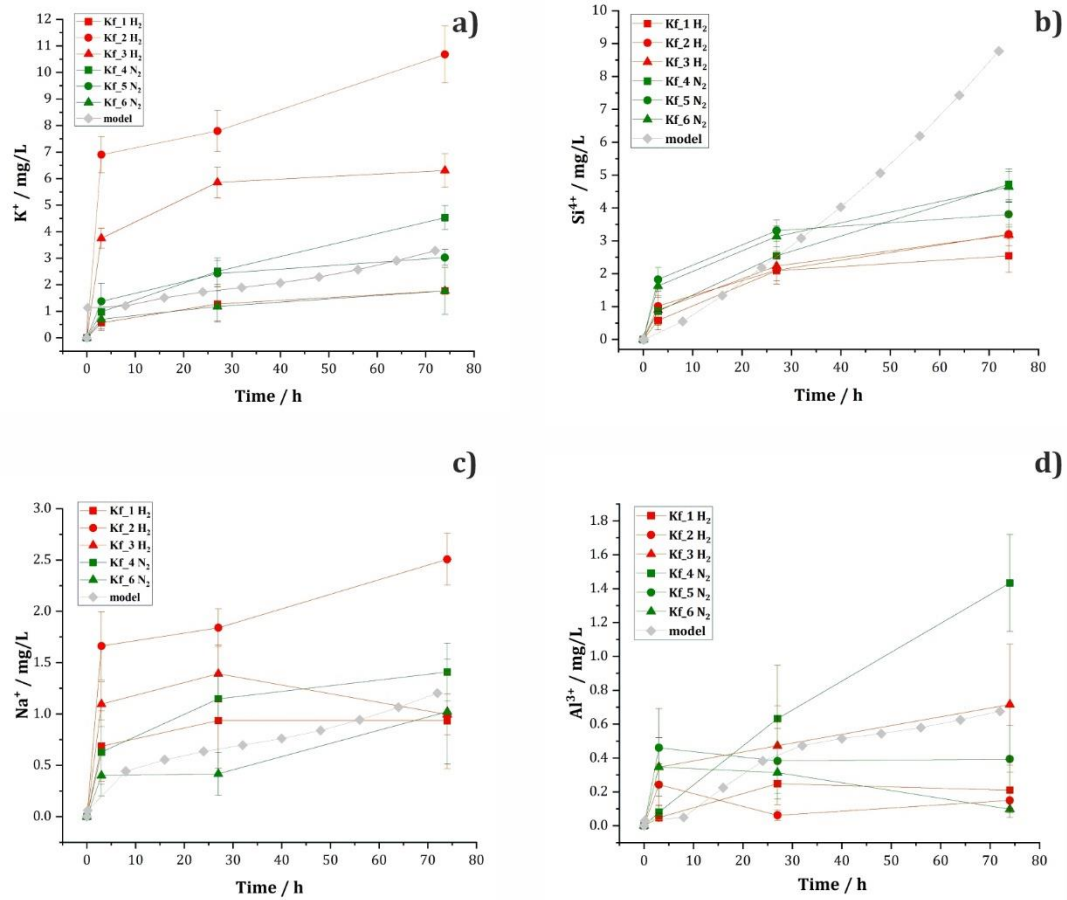 a)
Kf_1 H₂
Kf_2 H₂
Kf_3 H₂
Kf_4 N₂
Kf_5 N₂
Kf_6 N₂
model
K⁺ / mg/L
12
11
10
9
8
7
6
5
4
3
2
1
0
0 10 20 30 40 50 60 70 80
Time / h
b)
Kf_1 H₂
Kf_2 H₂
Kf_3 H₂
Kf_4 N₂
Kf_5 N₂
Kf_6 N₂
model
Si⁴⁺ / mg/L
10
9
8
7
6
5
4
3
2
1
0
0 10 20 30 40 50 60 70 80
Time / h
c)
Kf_1 H₂
Kf_2 H₂
Kf_3 H₂
Kf_4 N₂
Kf_6 N₂
model
Na⁺ / mg/L
3.0
2.5
2.0
1.5
1.0
0.5
0.0
0 10 20 30 40 50 60 70 80
Time / h
d)
Kf_1 H₂
Kf_2 H₂
Kf_3 H₂
Kf_4 N₂
Kf_5 N₂
Kf_6 N₂
model
Al³⁺ / mg/L
1.8
1.6
1.4
1.2
1.0
0.8
0.6
0.4
0.2
0.0
0 10 20 30 40 50 60 70 80
Time / h